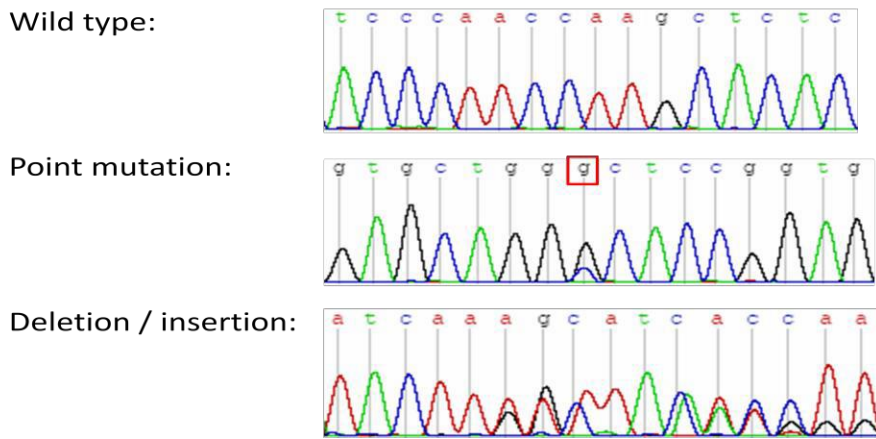 Wild type:
t c c c a a c c a a g c t c t c
Point mutation:
g t g c t g g g c t c c g g t g
Deletion / insertion:
a t c a a a g c a t c a c c a a